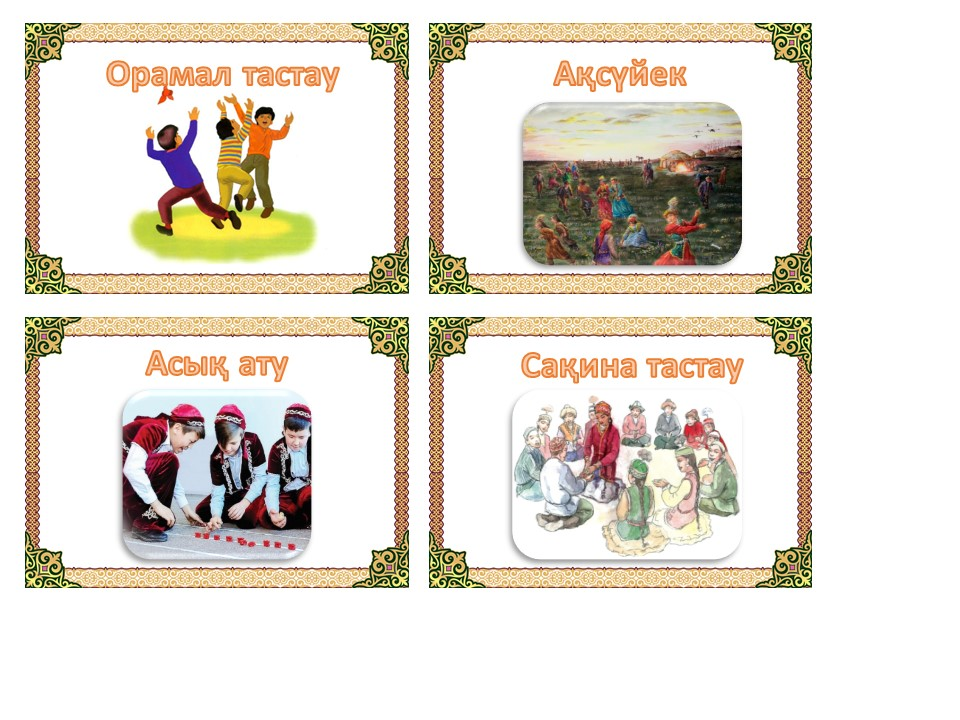 Орамал тастау
Ақсүйек
Асық ату
Сақина тастау